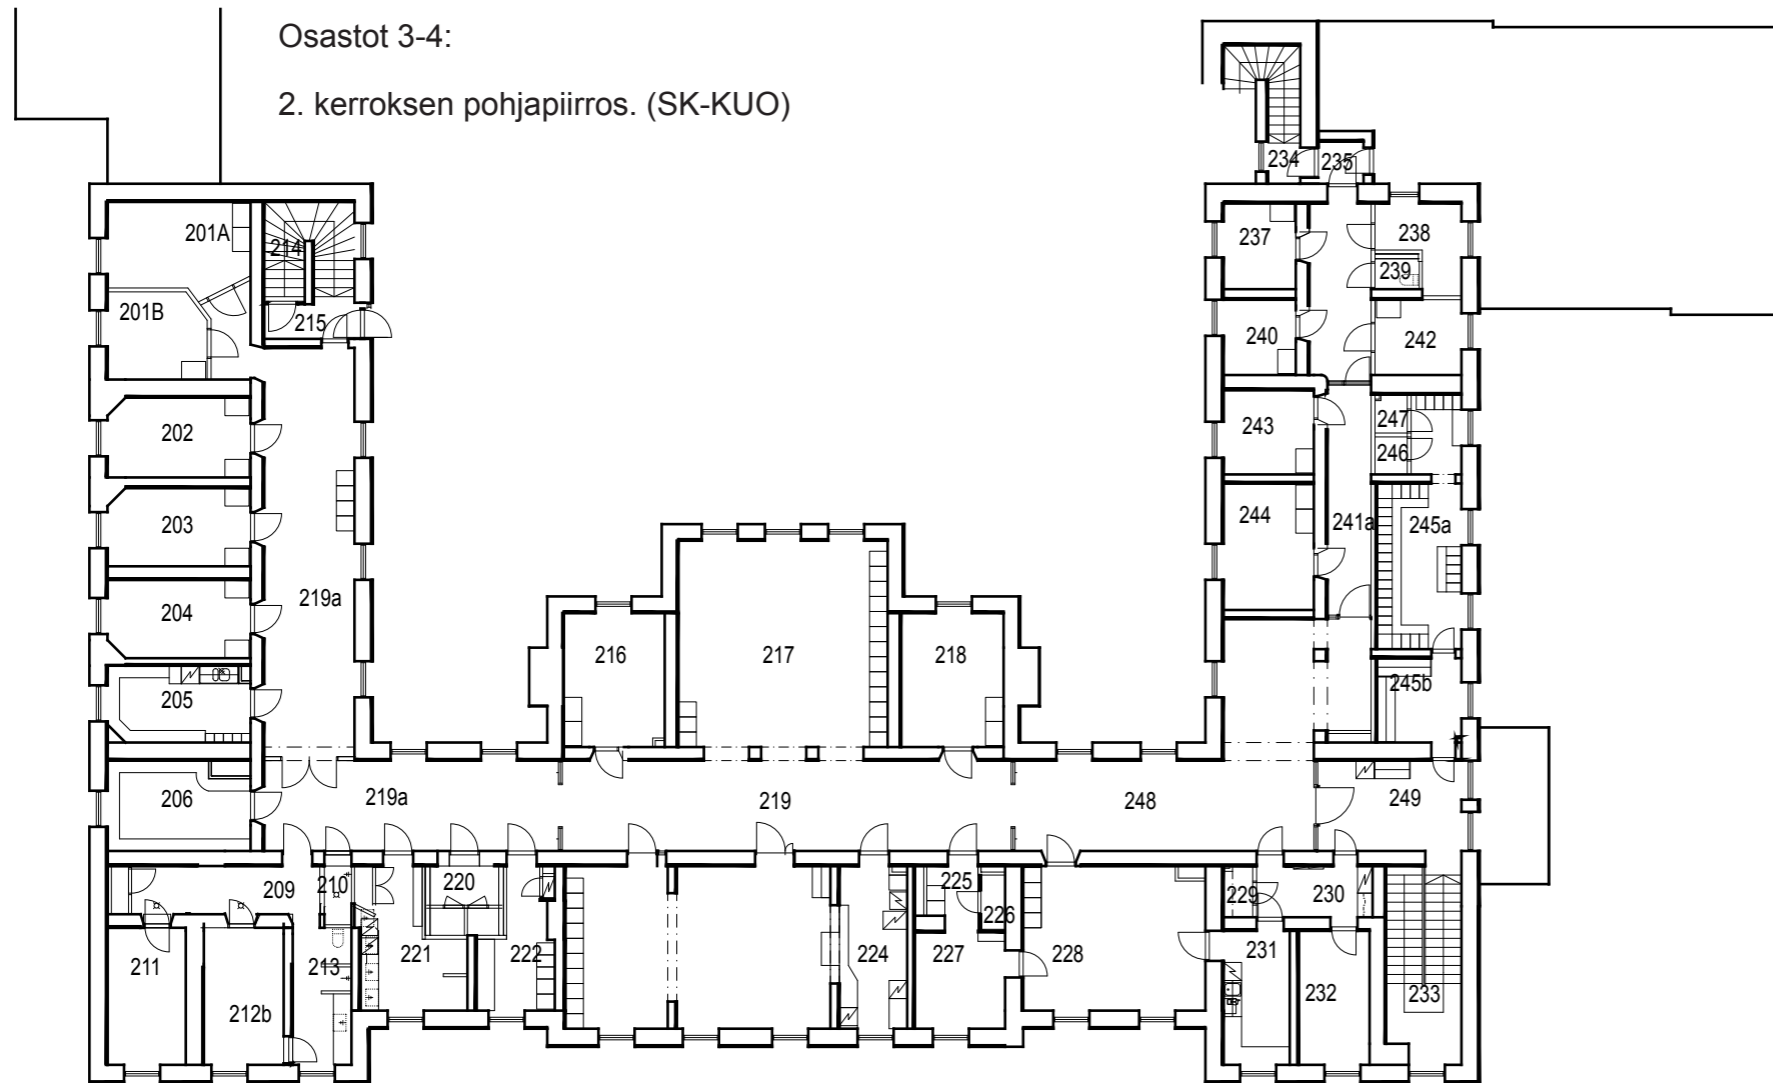 Osastot 3-4:
2. kerroksen pohjapiirros. (SK-KUO)
234 235
201A 214 237 238
239
201B 215 240 242
202 243 247
246
203 244 241a 245a
204 219a
205 216 217 218 245b
206 219a 219 248 249
209 210 220 225 229 230
226
211 213 221 222 224 227 228 231
212b 232 233